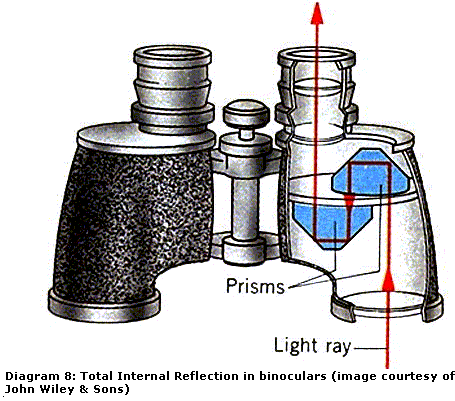 Prisms
Light ray
Diagram 8: Total Internal Reflection in binoculars (image courtesy of
John Wiley & Sons)